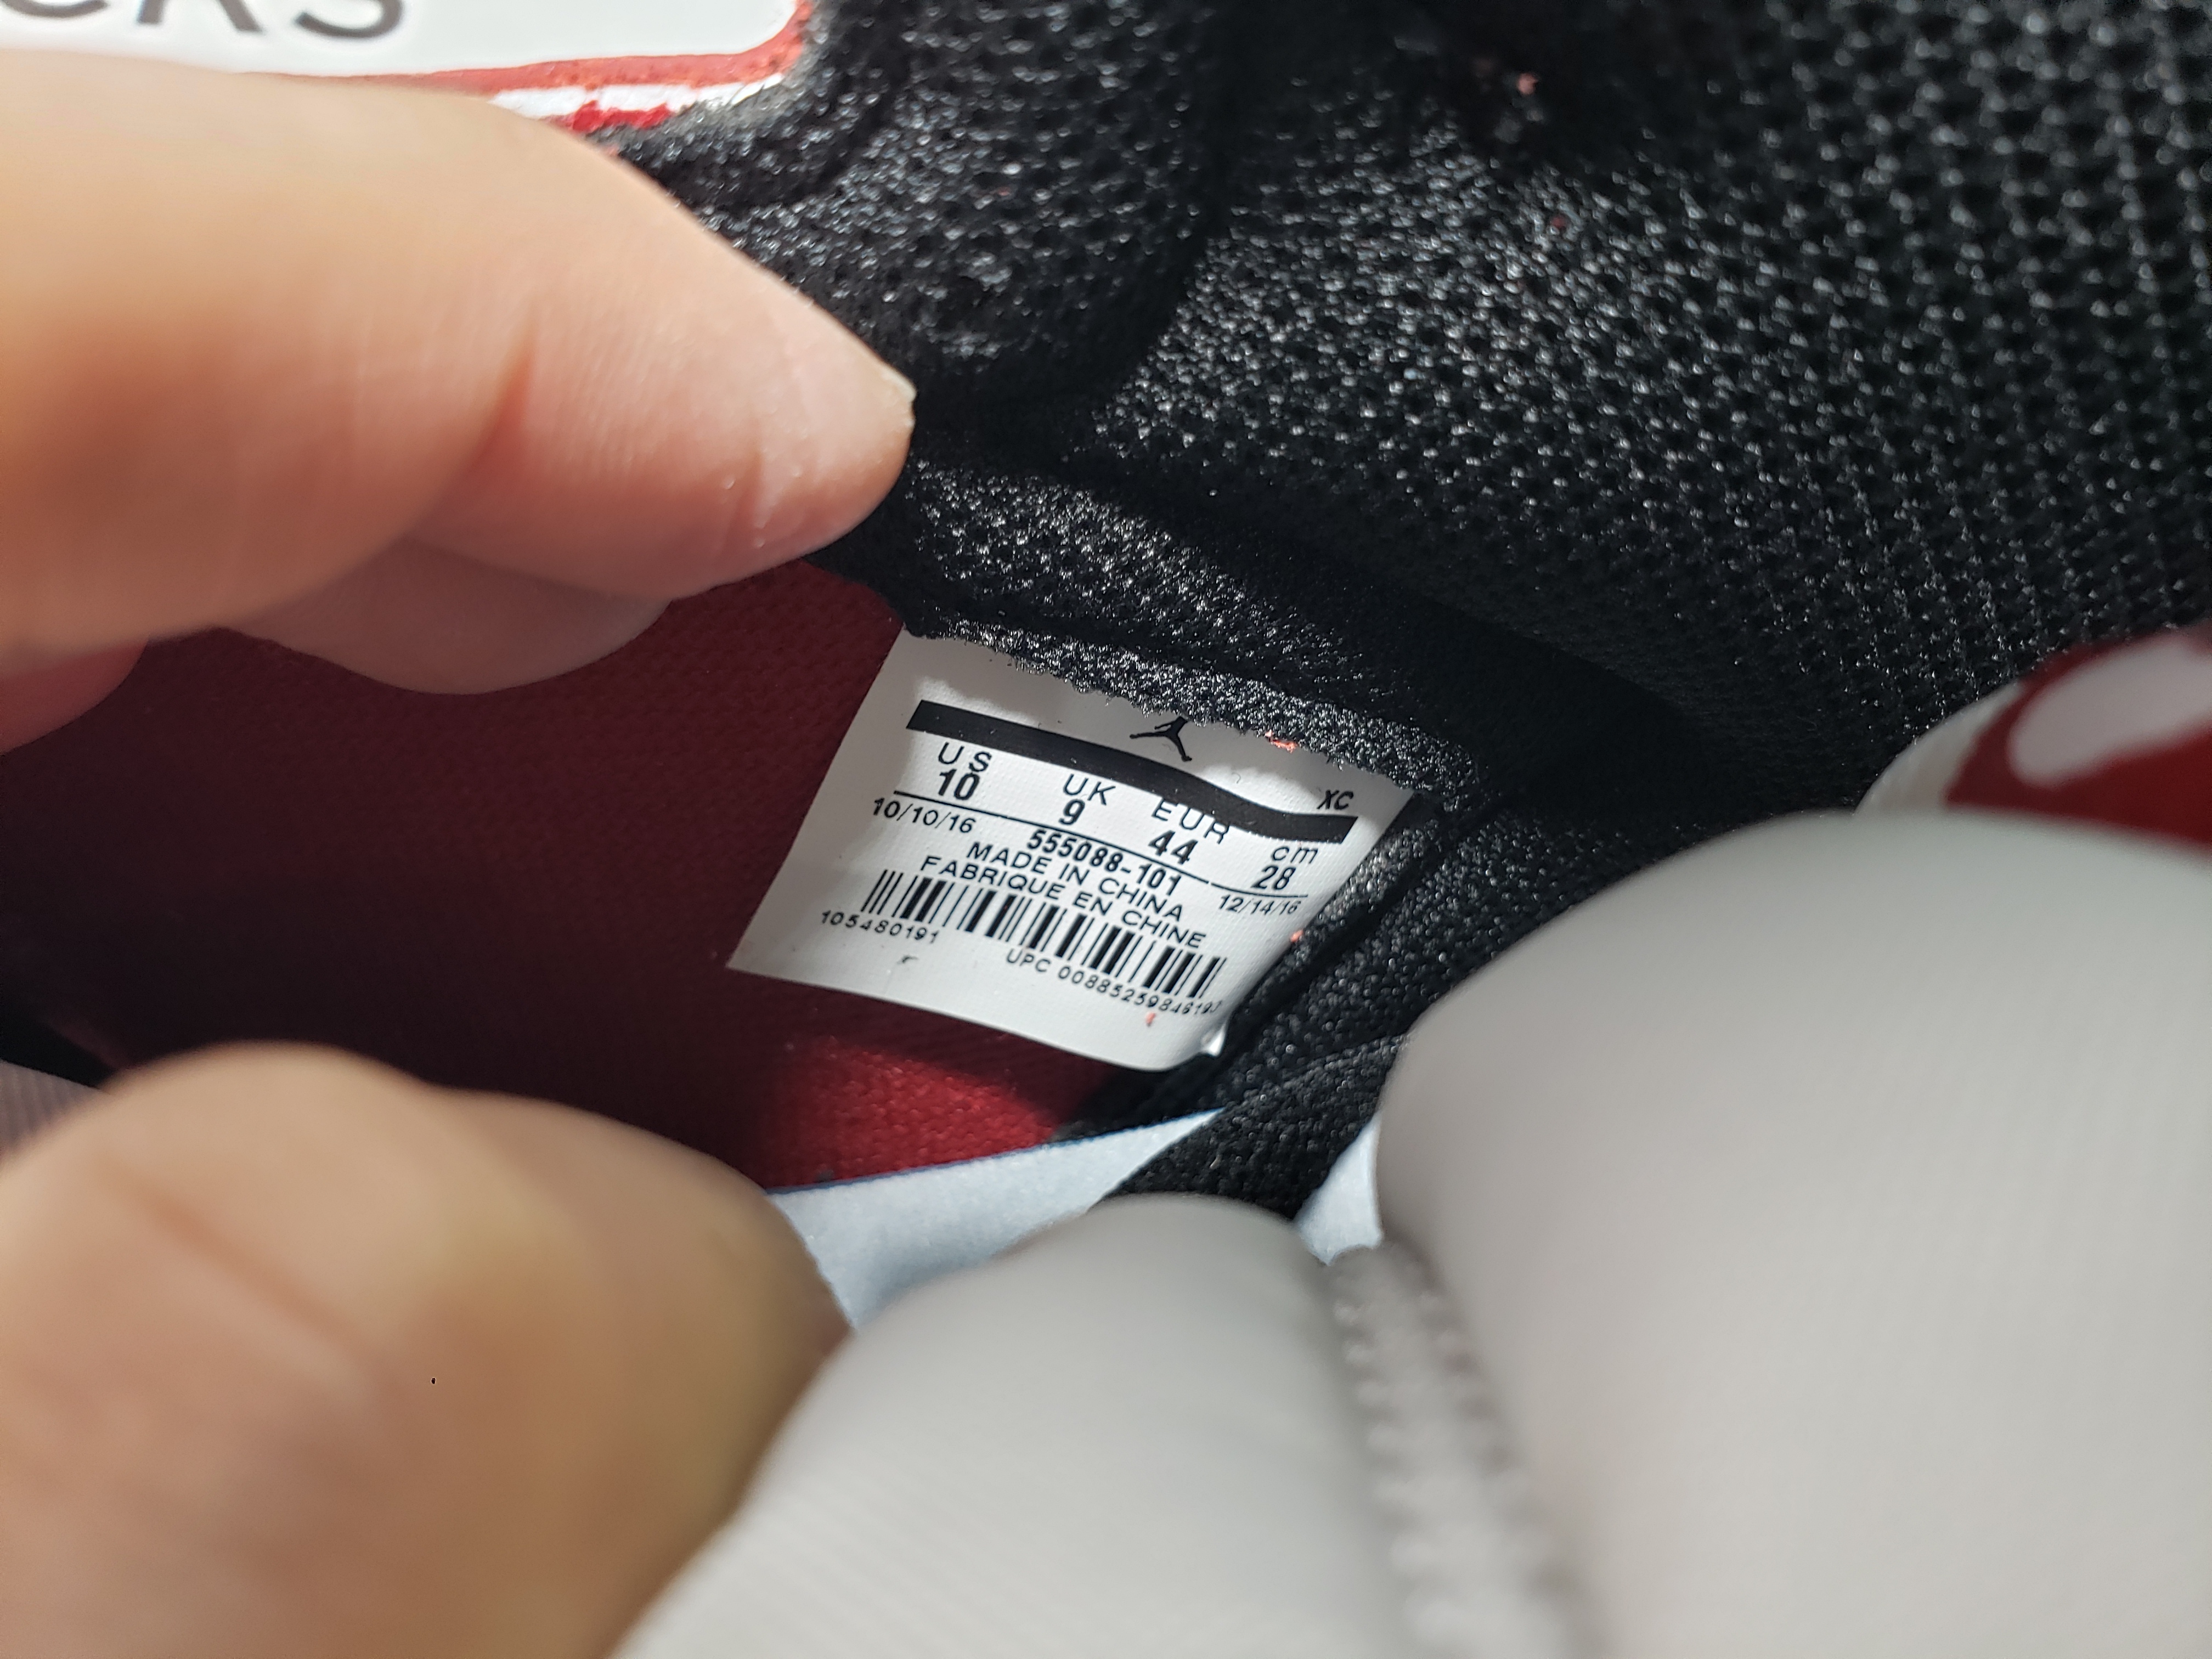 XC
US UK EUR cm
10 9 44 28
10/10/16 12/14/16
555088-101
MADE IN CHINA
FABRIQUE EN CHINE
105480191
UPC